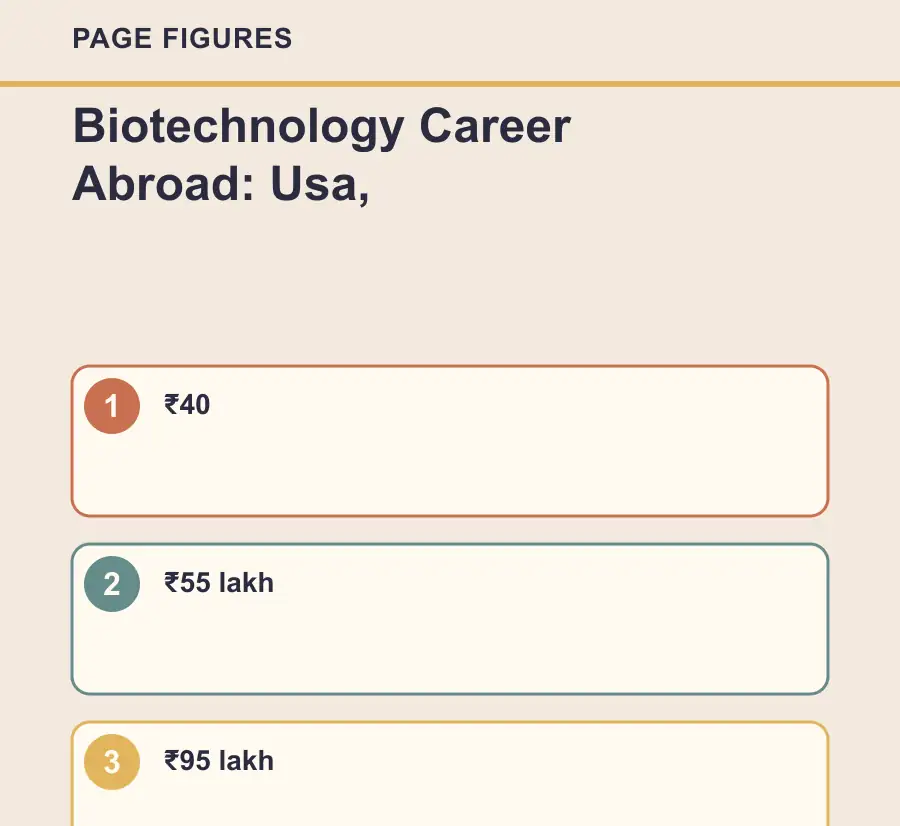 PAGE FIGURES
Biotechnology Career
Abroad: Usa,
1
₹40
2
₹55 lakh
3
₹95 lakh